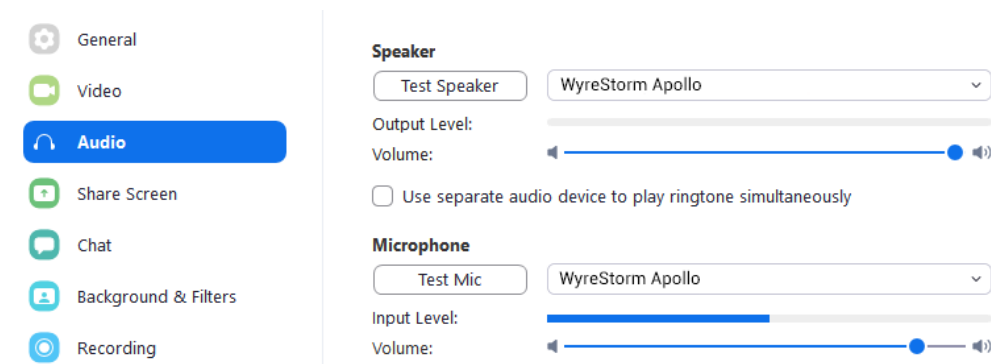 General
Video
Audio
Share Screen
Chat
Background & Filters
Recording
Speaker
Test Speaker
WyreStorm Apollo
Output Level:
Volume:
Use separate audio device to play ringtone simultaneously
Microphone
Test Mic
WyreStorm Apollo
Input Level:
Volume: